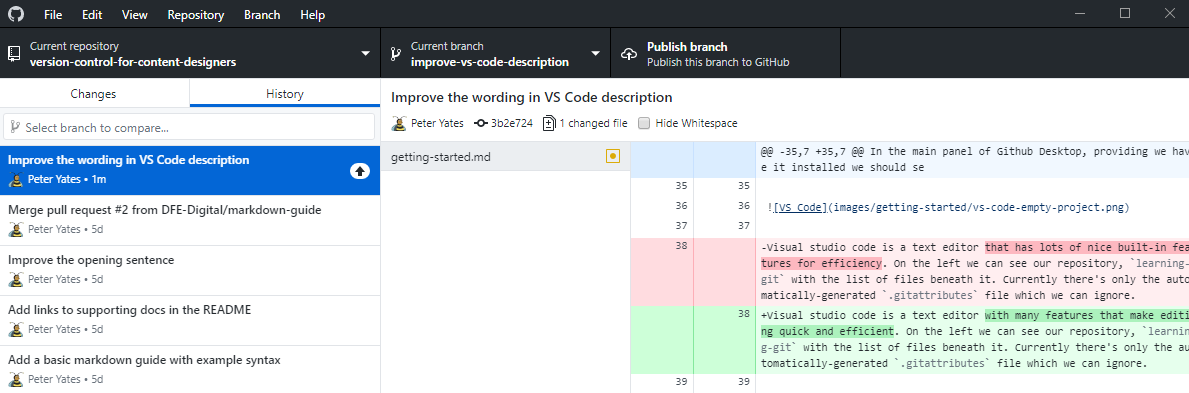 File Edit View Repository Branch Help
Current repository
version-control-for-content-designers
Current branch
improve-vs-code-description
Publish branch
Publish this branch to GitHub
Changes History
Select branch to compare...
Improve the wording in VS Code description
Peter Yates • 1m
Merge pull request #2 from DFE-Digital/markdown-guide
Peter Yates • 5d
Improve the opening sentence
Peter Yates • 5d
Add links to supporting docs in the README
Peter Yates • 5d
Add a basic markdown guide with example syntax
Peter Yates • 5d
Improve the wording in VS Code description
Peter Yates 3b2e724 1 changed file Hide Whitespace
getting-started.md
@@ -35,7 +35,7 @@ In the main panel of Github Desktop, providing we hav
e it installed we should se
35 35
36 36 ![VS Code](images/getting-started/vs-code-empty-project.png)
37 37
38 -Visual studio code is a text editor that has lots of nice built-in fea
tures for efficiency. On the left we can see our repository, `learning-
git` with the list of files beneath it. Currently there's only the auto
matically-generated `.gitattributes` file which we can ignore.
38 +Visual studio code is a text editor with many features that make editi
ng quick and efficient. On the left we can see our repository, `learnin
g-git` with the list of files beneath it. Currently there's only the au
tomatically-generated `.gitattributes` file which we can ignore.
39 39